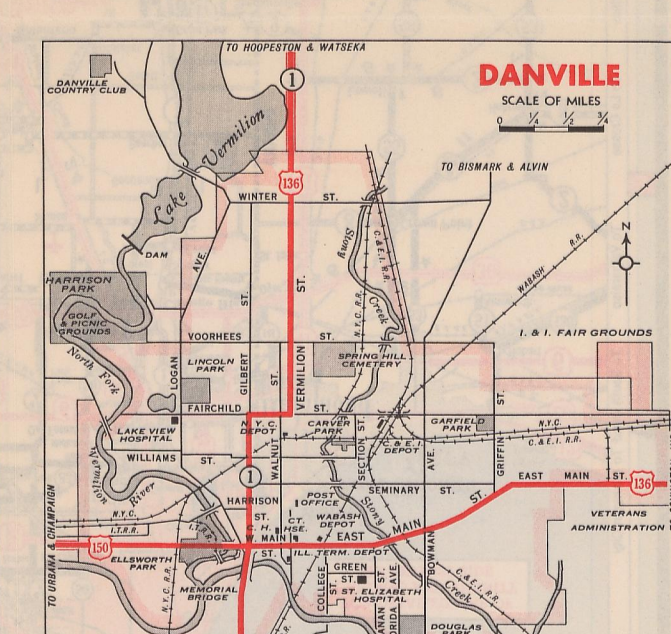 TO HOOPESTON & WATSEKA
1
DANVILLE
SCALE OF MILES
0 1/4 1/2 3/4
DANVILLE
COUNTRY CLUB
Lake Vermilion
TO BISMARK & ALVIN
136
WINTER ST.
Lake
DAM
AVE.
Stony
Creek
C.& E.I. R.R.
WABASH R.R.
N
HARRISON
PARK
GOLF
& PICNIC
GROUNDS
ST.
ST.
N.Y.C. R.R.
I. & I. FAIR GROUNDS
VOORHEES ST.
North Fork
LOGAN
LINCOLN
PARK
GILBERT
ST.
VERMILION
SPRING HILL
CEMETERY
ST.
FAIRCHILD ST.
LAKE VIEW
HOSPITAL
N.Y.C.
DEPOT
CARVER
PARK
C. & E.I.
DEPOT
GARFIELD
PARK
N.Y.C.
C. & E.I. R.R.
WALNUT
SECTION ST.
AVE.
GRIFFIN
WILLIAMS ST.
Vermilion River
1
EAST MAIN ST.
136
SEMINARY ST.
HARRISON
ST.
POST
OFFICE
Stony
ST.
VETERANS
ADMINISTRATION
N.Y.C.
I.T.R.R.
I.T.R.R.
C. H.
CT.
HSE.
WABASH
DEPOT
150
W. MAIN
EAST MAIN
ST.
ILL. TERM. DEPOT
BOWMAN
TO URBANA & CHAMPAIGN
ELLSWORTH
PARK
N.Y.C. R.R.
MEMORIAL
BRIDGE
COLLEGE
ST.
GREEN
ST.
ST. ELIZABETH
HOSPITAL
AVE.
C.& E.I. R.R.
Creek
R.R.
DOUGLAS
PARK